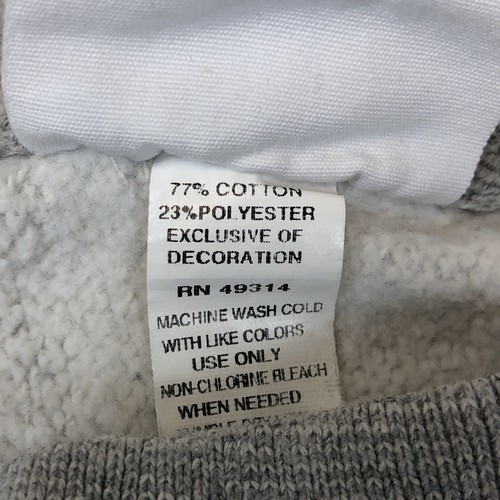 77% COTTON
23%POLYESTER
EXCLUSIVE OF
DECORATION
RN 49314
MACHINE WASH COLD
WITH LIKE COLORS
USE ONLY
NON-CHLORINE BLEACH
WHEN NEEDED